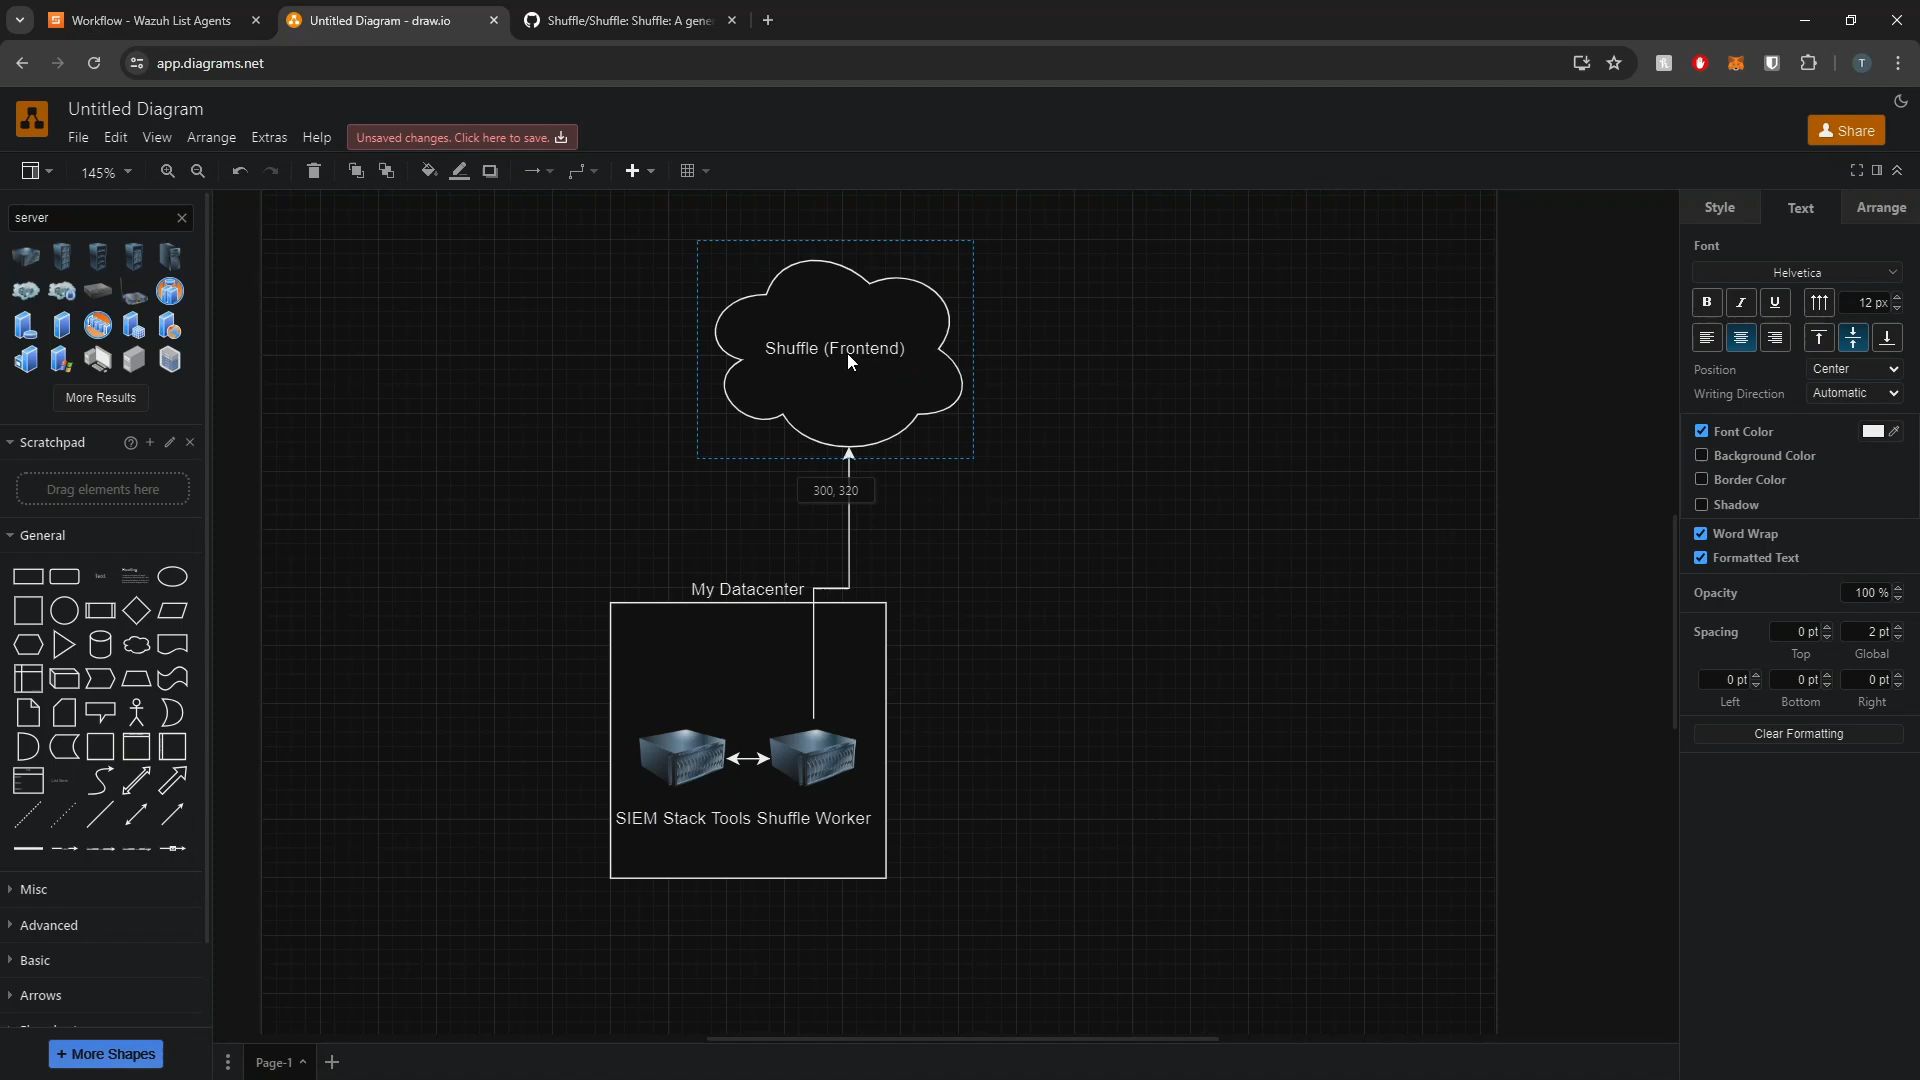 Workflow - Wazuh List Agents
Untitled Diagram - draw.io
Shuffle/Shuffle: Shuffle: A gene
app.diagrams.net
T
Untitled Diagram
File Edit View Arrange Extras Help
Unsaved changes. Click here to save.
Share
145%
server
More Results
Scratchpad
Drag elements here
General
Text
Heading
List Item
Misc
Advanced
Basic
Arrows
More Shapes
Shuffle (Frontend)
300, 320
My Datacenter
SIEM Stack Tools Shuffle Worker
Page-1
Style Text Arrange
Font
Helvetica
B I U 12 px
Position Center
Writing Direction Automatic
Font Color
Background Color
Border Color
Shadow
Word Wrap
Formatted Text
Opacity 100 %
Spacing 0 pt 2 pt
Top Global
0 pt 0 pt 0 pt
Left Bottom Right
Clear Formatting